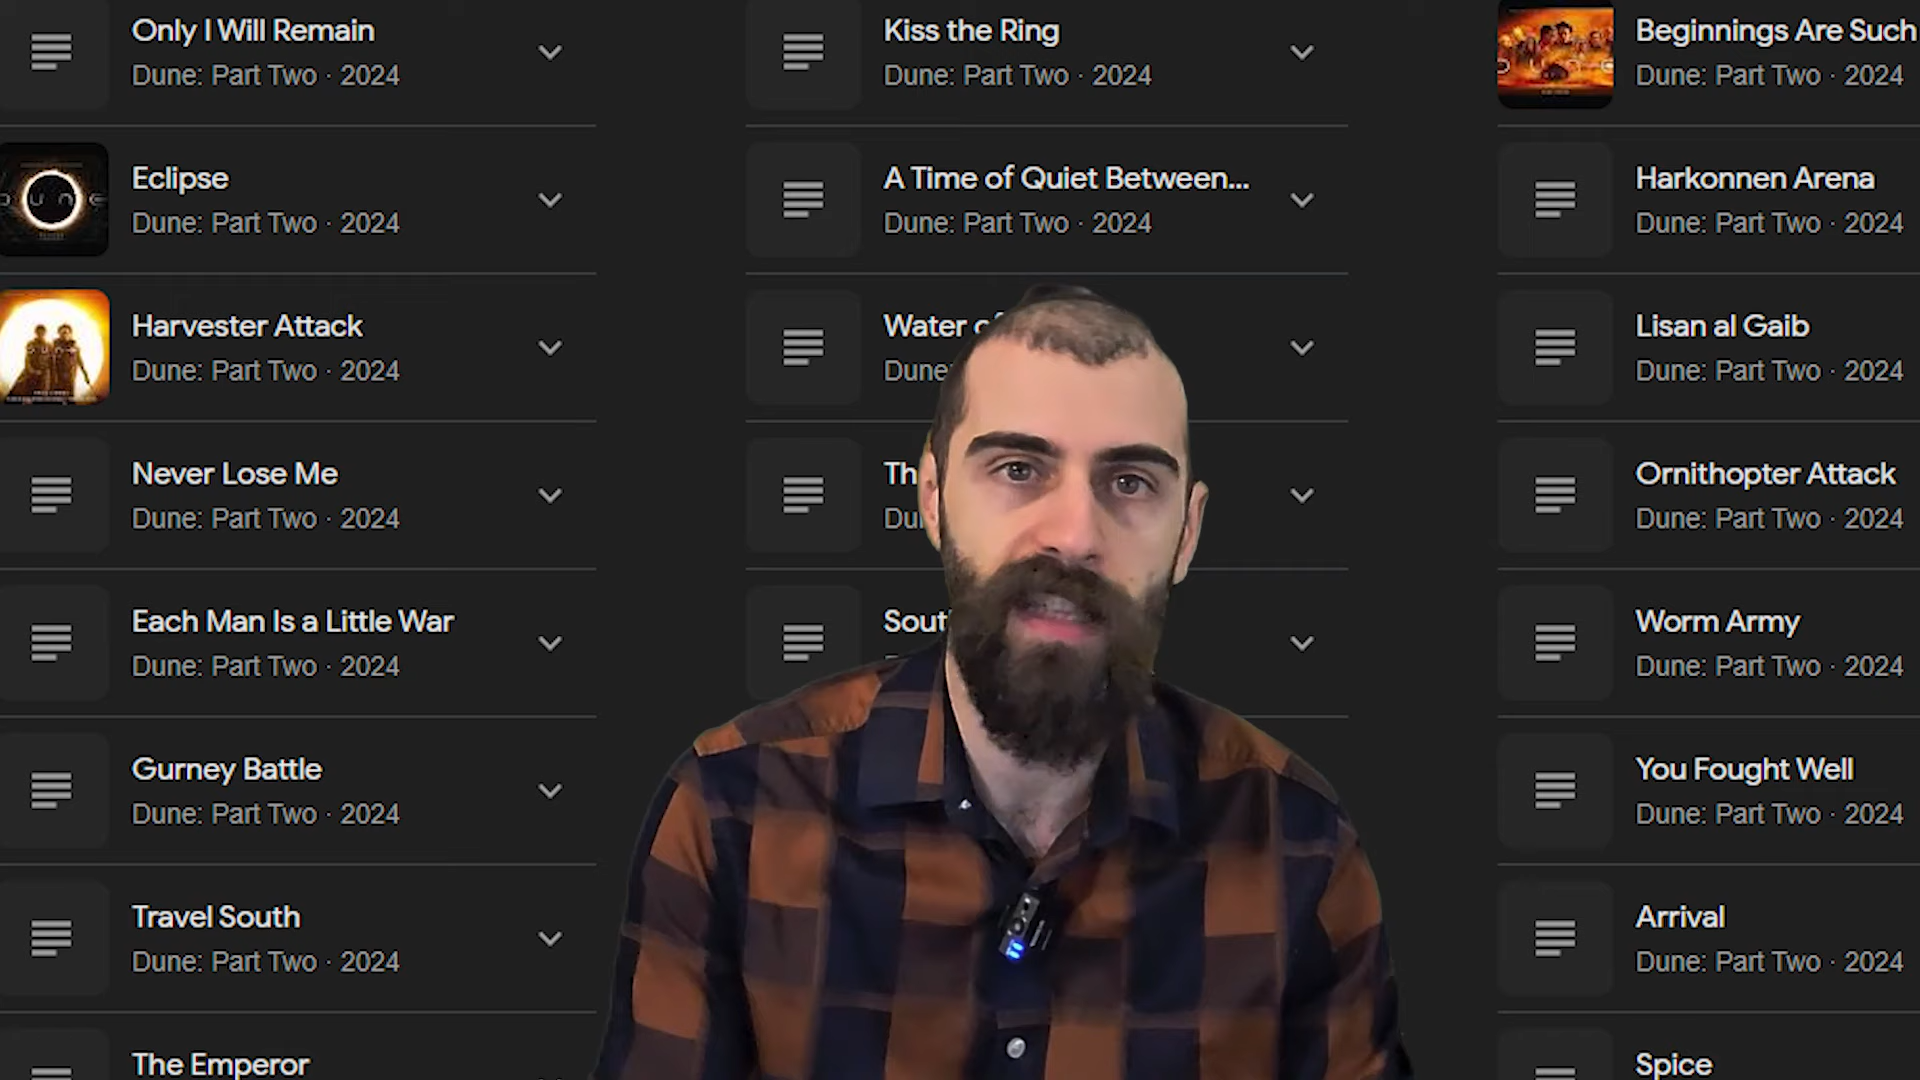 Only I Will Remain
Dune: Part Two · 2024
Eclipse
Dune: Part Two · 2024
Harvester Attack
Dune: Part Two · 2024
Never Lose Me
Dune: Part Two · 2024
Each Man Is a Little War
Dune: Part Two · 2024
Gurney Battle
Dune: Part Two · 2024
Travel South
Dune: Part Two · 2024
The Emperor
Kiss the Ring
Dune: Part Two · 2024
A Time of Quiet Between...
Dune: Part Two · 2024
Water
Dune:
Beginnings Are Such
Dune: Part Two · 2024
Harkonnen Arena
Dune: Part Two · 2024
Lisan al Gaib
Dune: Part Two · 2024
Ornithopter Attack
Dune: Part Two · 2024
Worm Army
Dune: Part Two · 2024
You Fought Well
Dune: Part Two · 2024
Arrival
Dune: Part Two · 2024
Spice